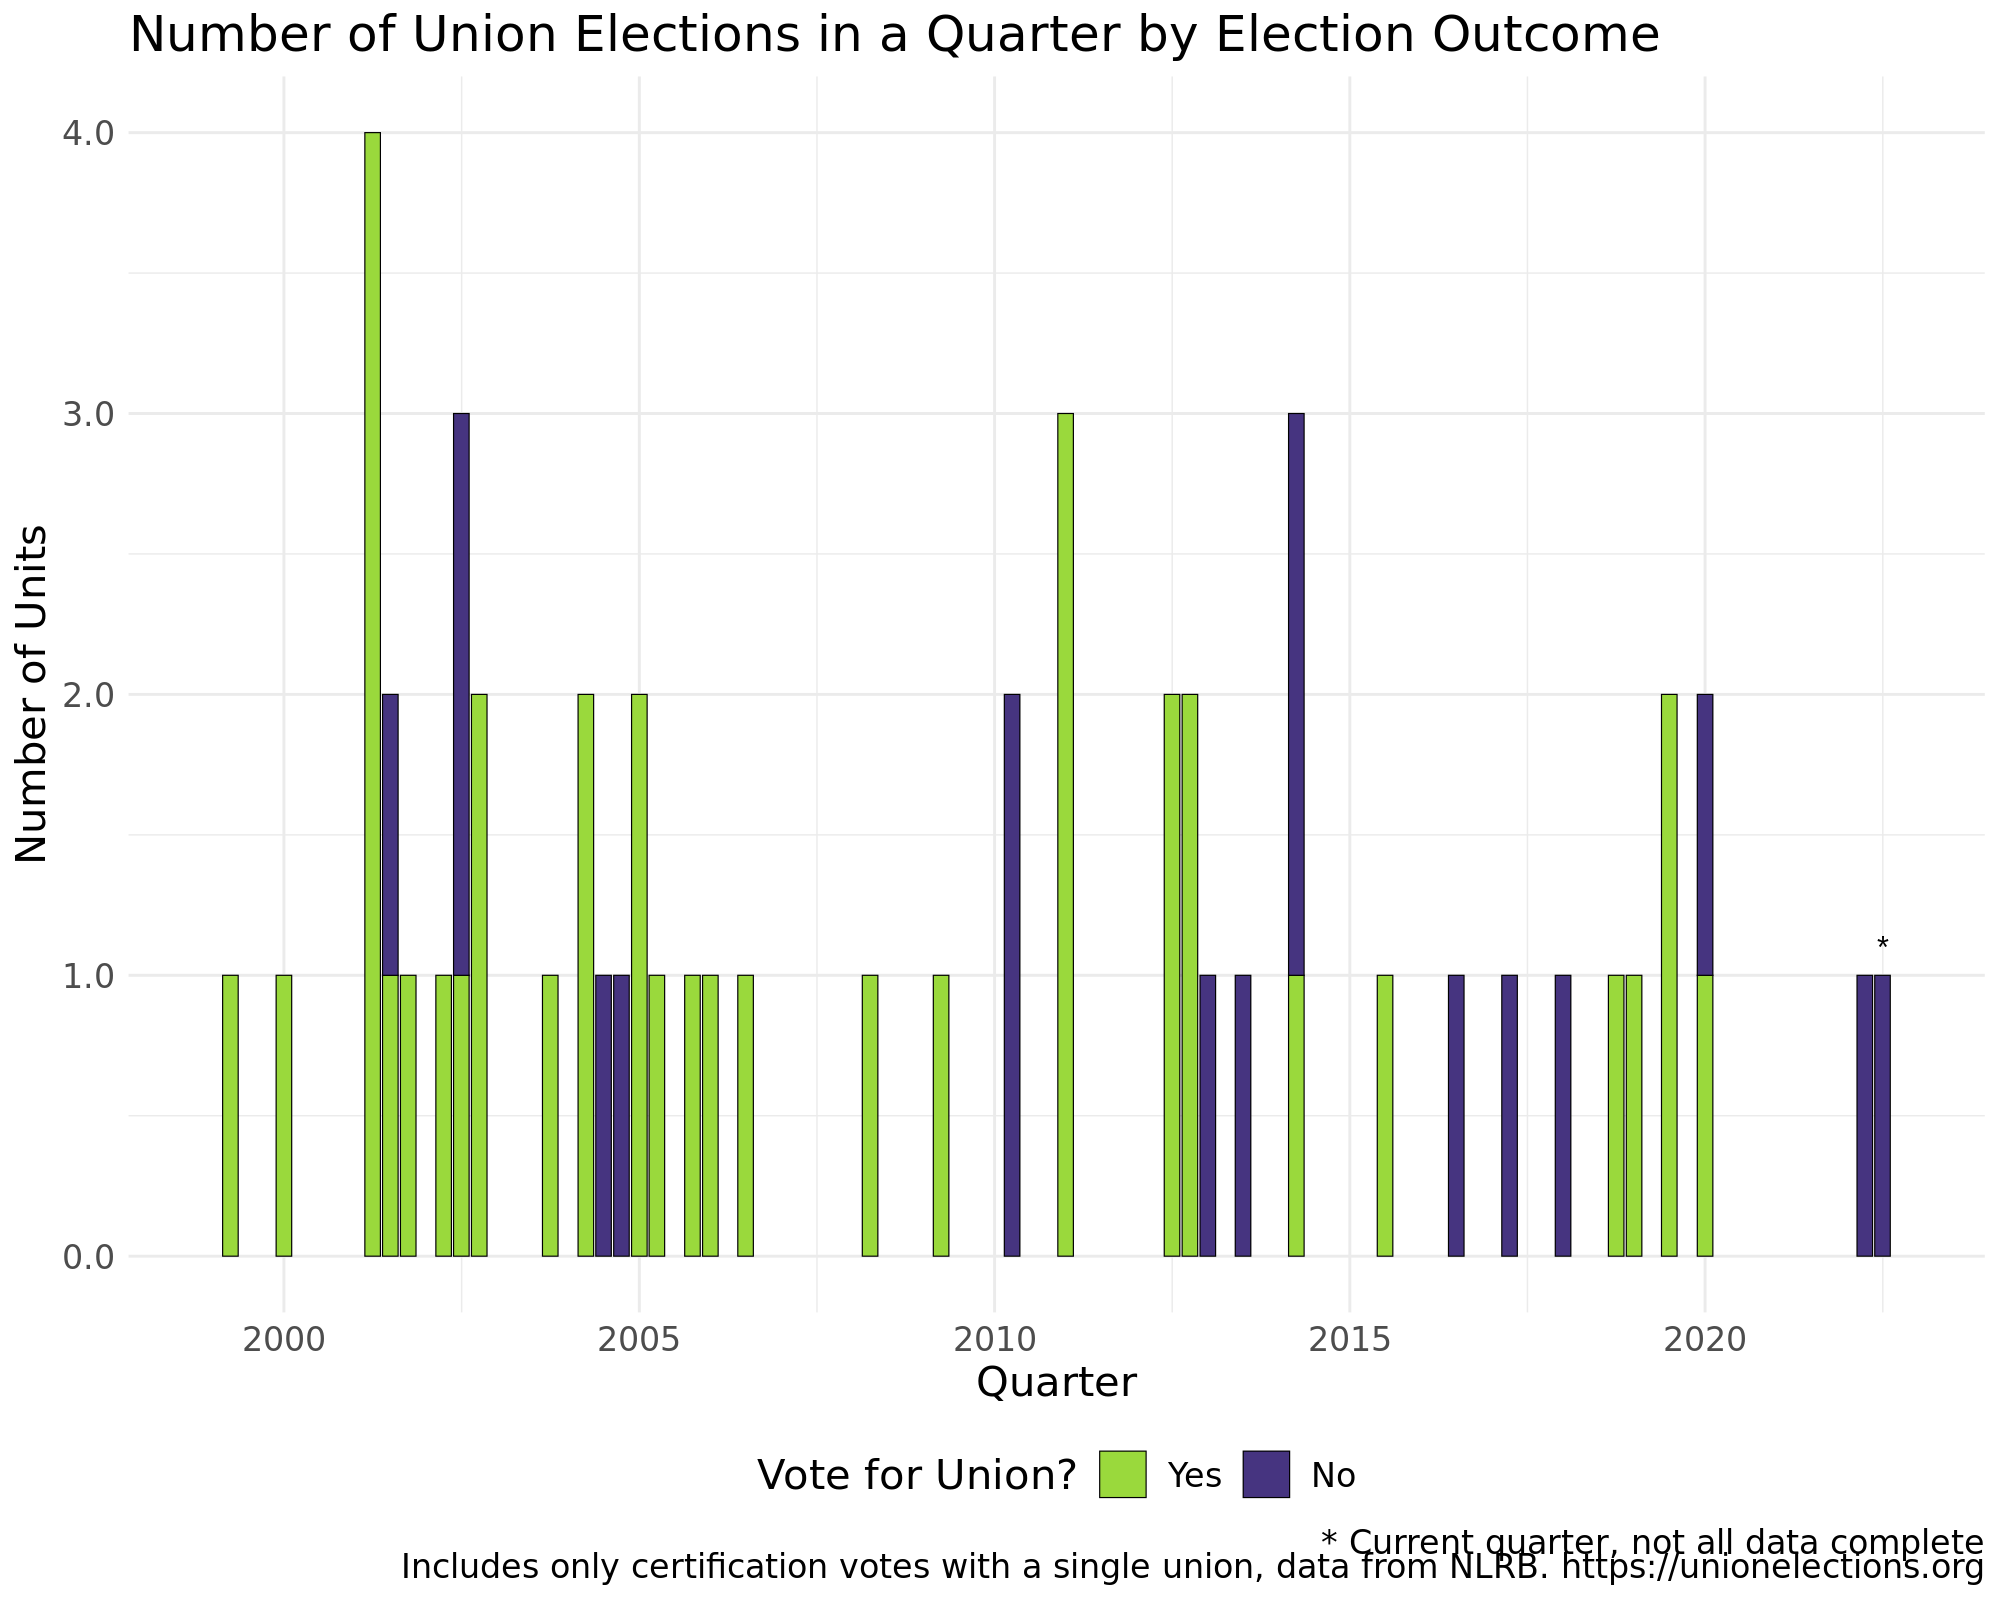 Number of Union Elections in a Quarter by Election Outcome
Number of Units
4.0
3.0
2.0
1.0
0.0
*
2000 2005 2010 2015 2020
Quarter
Vote for Union? Yes No
* Current quarter, not all data complete
Includes only certification votes with a single union, data from NLRB. https://unionelections.org